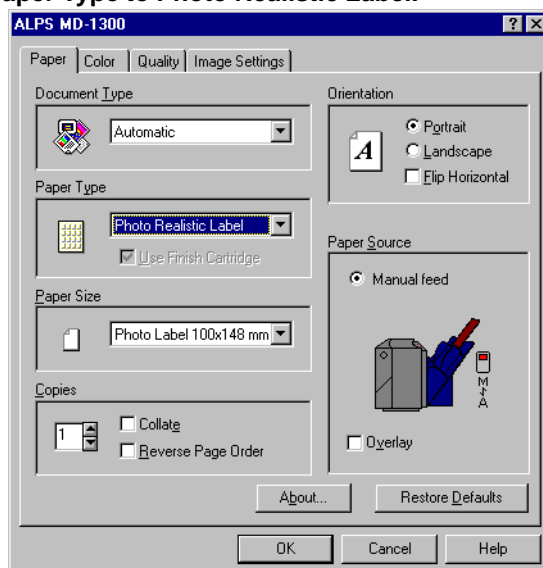 aper Type to Photo Realistic Label.
ALPS MD-1300
Paper Color Quality Image Settings
Document Type
Automatic
Paper Type
Photo Realistic Label
Use Finish Cartridge
Paper Size
Photo Label 100x148 mm
Copies
1
Collate
Reverse Page Order
Orientation
A
Portrait
Landscape
Flip Horizontal
Paper Source
Manual feed
M
A
Overlay
About... Restore Defaults
OK Cancel Help